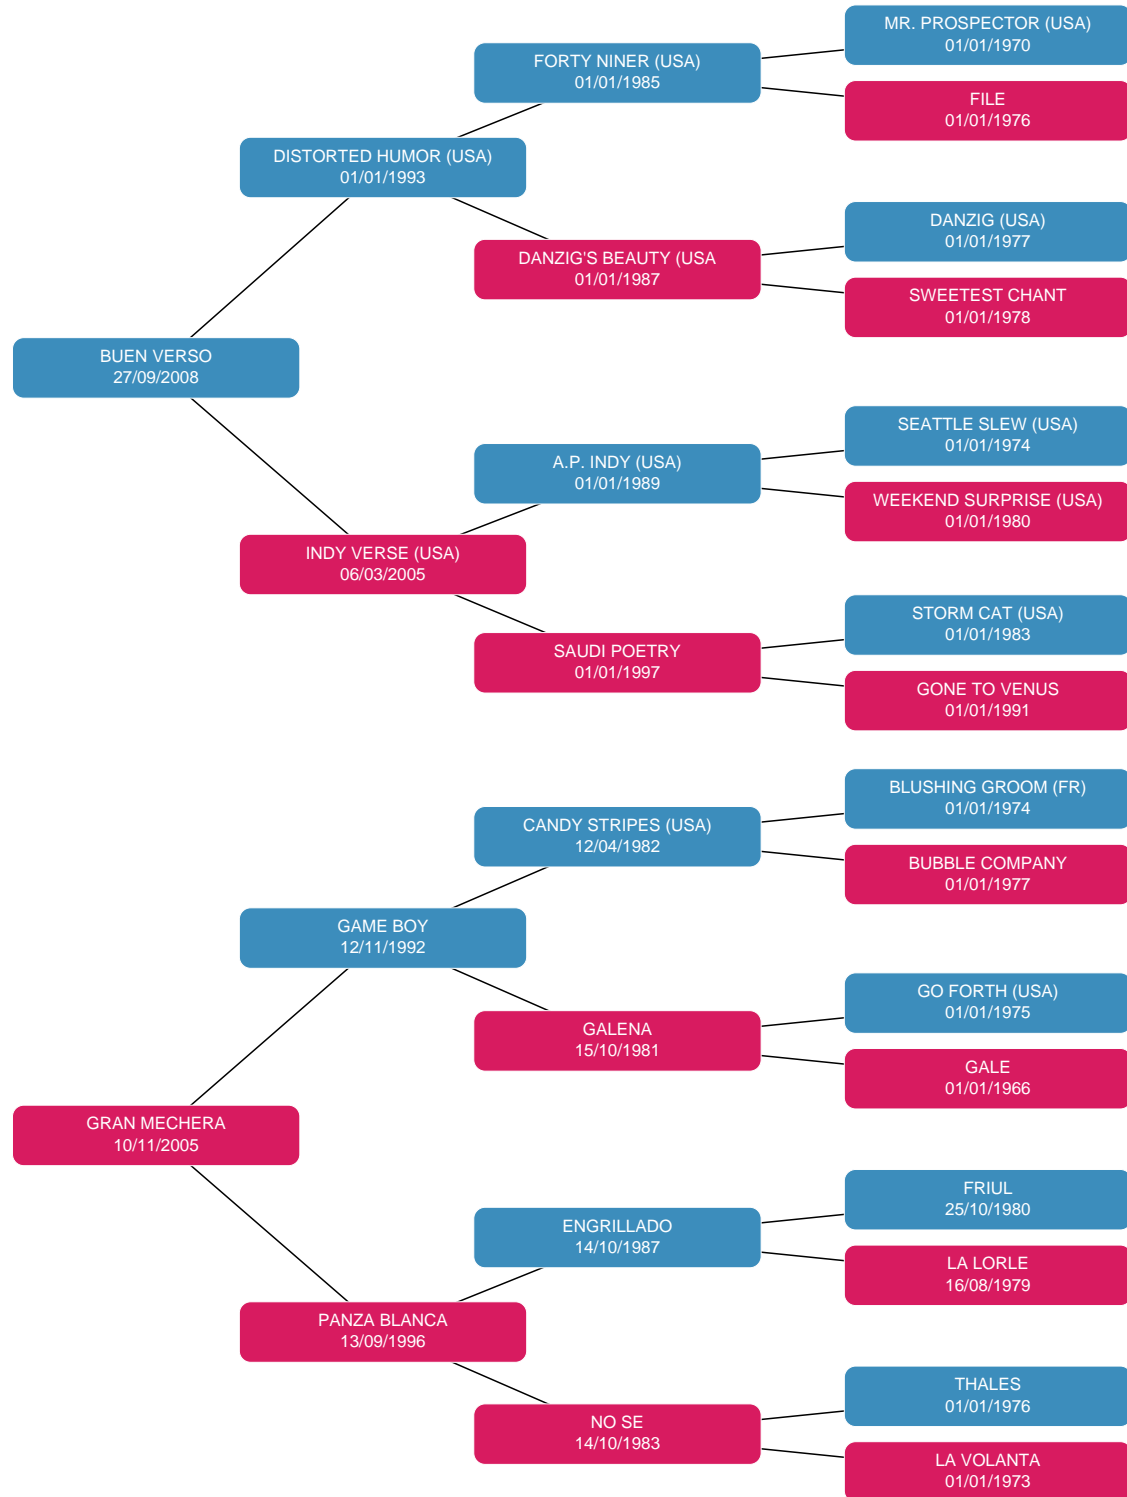 MR. PROSPECTOR (USA)
01/01/1970
FORTY NINER (USA)
01/01/1985
FILE
01/01/1976
DISTORTED HUMOR (USA)
01/01/1993
DANZIG (USA)
01/01/1977
DANZIG'S BEAUTY (USA
01/01/1987
SWEETEST CHANT
01/01/1978
BUEN VERSO
27/09/2008
SEATTLE SLEW (USA)
01/01/1974
A.P. INDY (USA)
01/01/1989
WEEKEND SURPRISE (USA)
01/01/1980
INDY VERSE (USA)
06/03/2005
STORM CAT (USA)
01/01/1983
SAUDI POETRY
01/01/1997
GONE TO VENUS
01/01/1991
BLUSHING GROOM (FR)
01/01/1974
CANDY STRIPES (USA)
12/04/1982
BUBBLE COMPANY
01/01/1977
GAME BOY
12/11/1992
GO FORTH (USA)
01/01/1975
GALENA
15/10/1981
GALE
01/01/1966
GRAN MECHERA
10/11/2005
FRIUL
25/10/1980
ENGRILLADO
14/10/1987
LA LORLE
16/08/1979
PANZA BLANCA
13/09/1996
THALES
01/01/1976
NO SE
14/10/1983
LA VOLANTA
01/01/1973